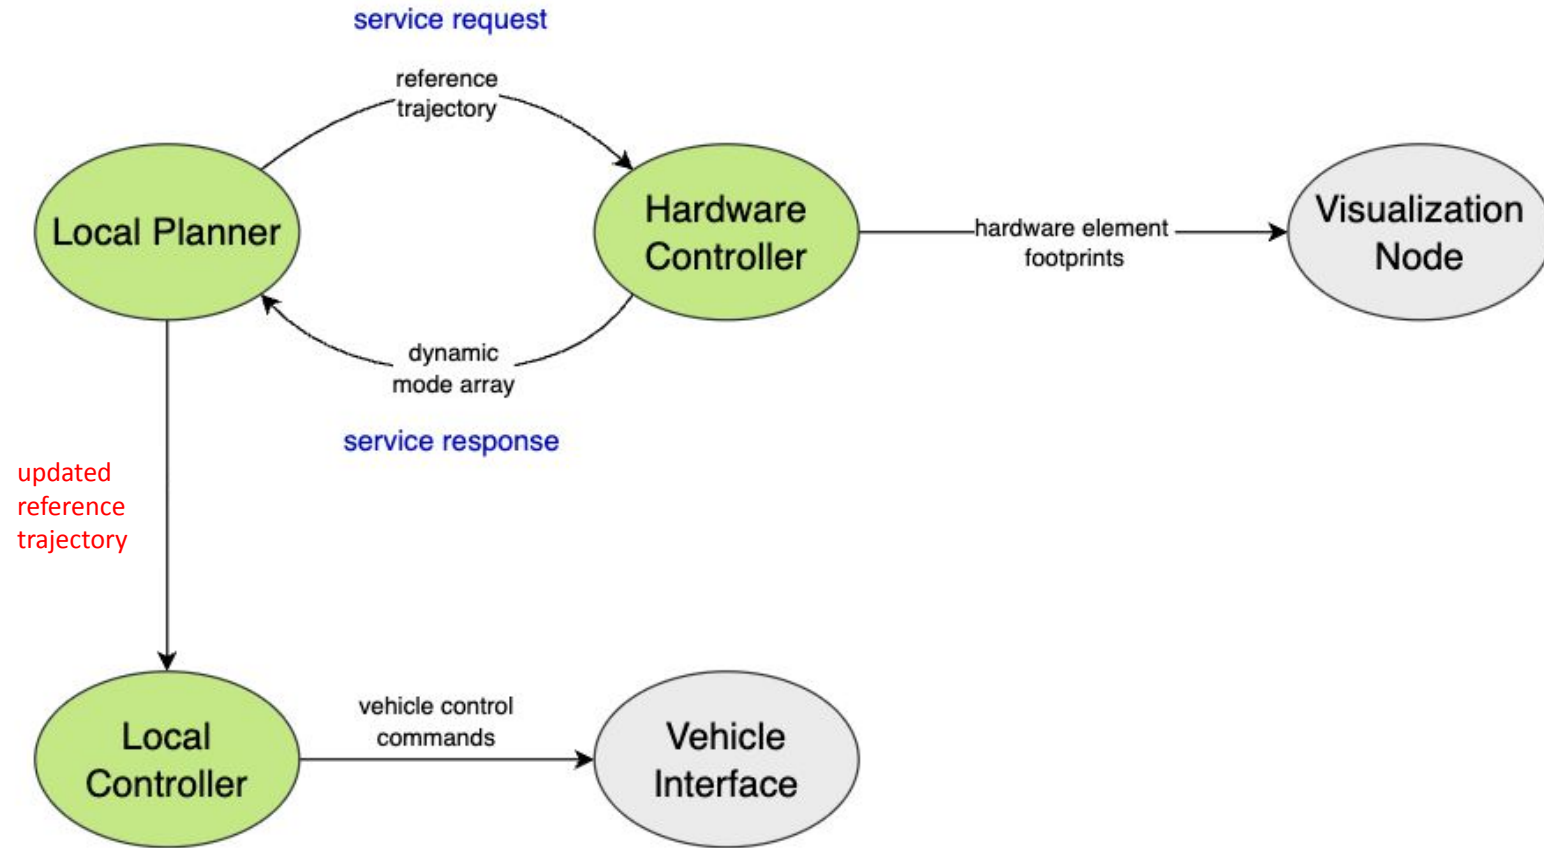 service request
reference
trajectory
Local Planner
Hardware
Controller
hardware element
footprints
Visualization
Node
dynamic
mode array
service response
updated
reference
trajectory
Local
Controller
vehicle control
commands
Vehicle
Interface